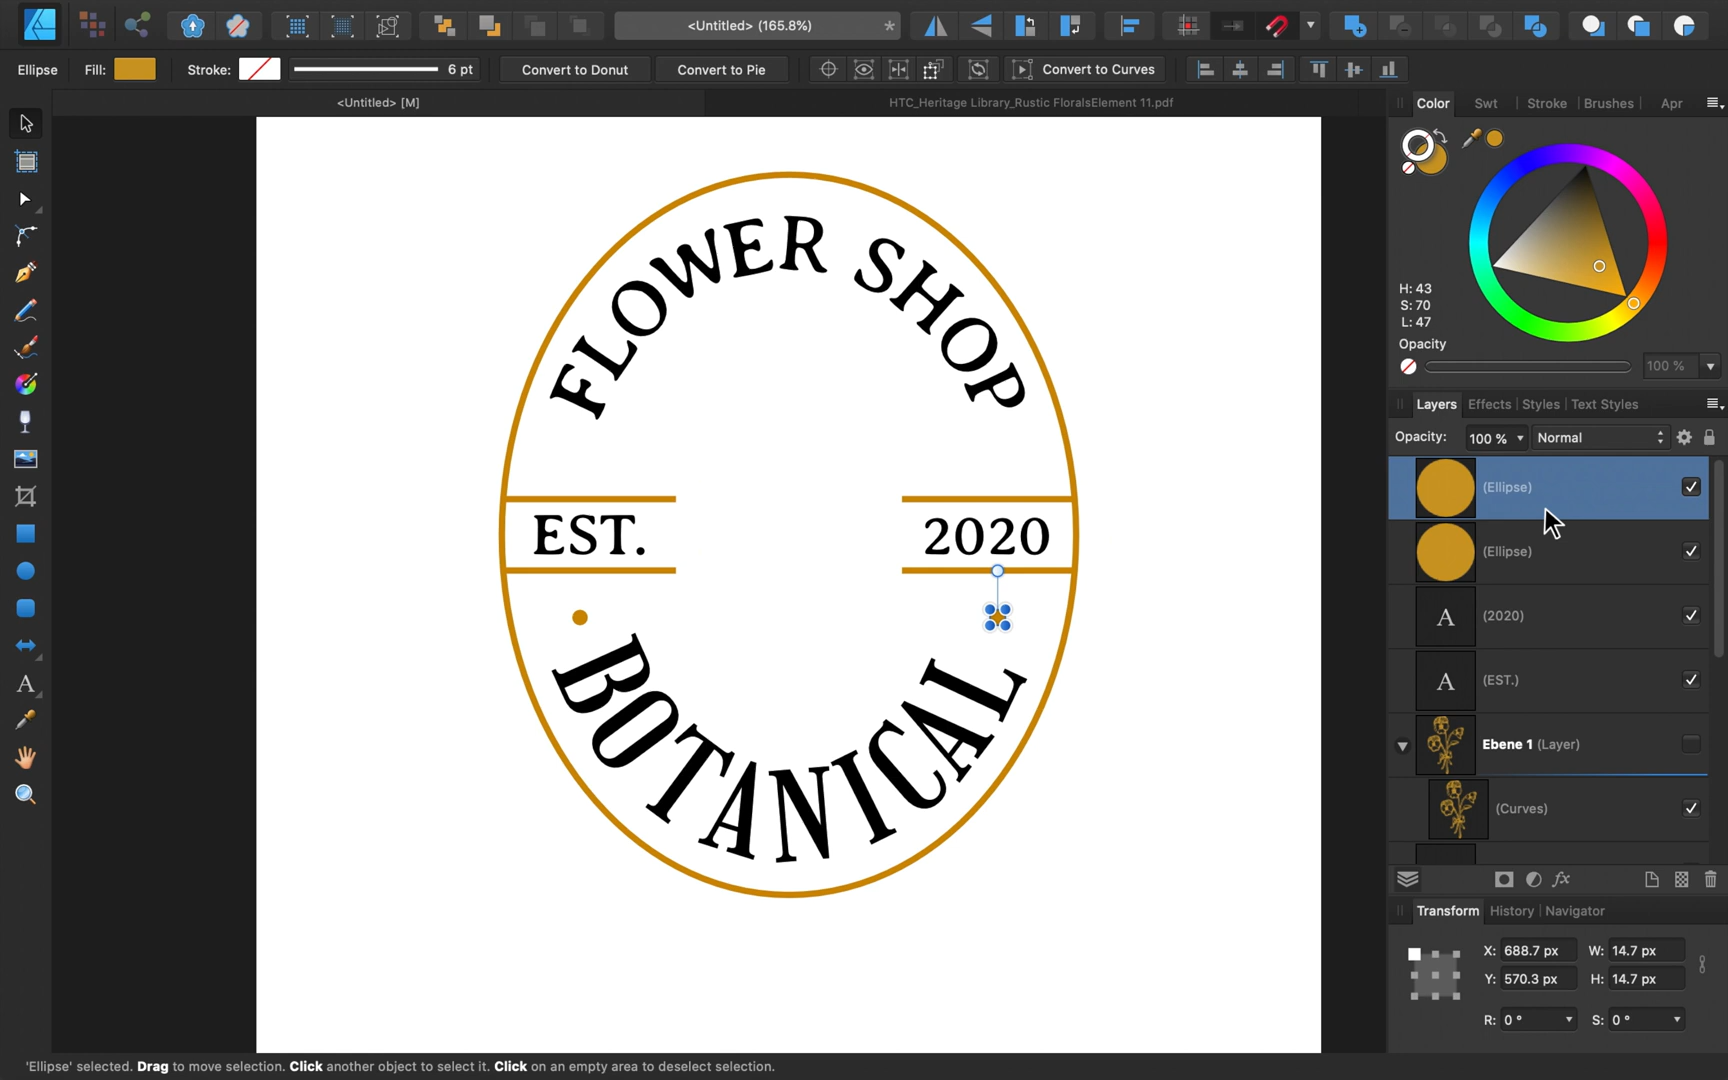 <Untitled> (165.8%)
*
Ellipse
Fill:
Stroke:
6 pt
Convert to Donut
Convert to Pie
Convert to Curves
<Untitled> [M]
HTC_Heritage Library_Rustic FloralsElement 11.pdf
Color
Swt
Stroke
Brushes
Apr
H: 43
S: 70
L: 47
Opacity
100 %
Layers
Effects
Styles
Text Styles
Opacity:
100 %
Normal
(Ellipse)
(Ellipse)
A
(2020)
A
(EST.)
Ebene 1 (Layer)
(Curves)
Transform
History
Navigator
X: 688.7 px
W: 14.7 px
Y: 570.3 px
H: 14.7 px
R: 0 °
S: 0 °
A
FLOWER SHOP
EST.
2020
BOTANICAL
'Ellipse' selected. Drag to move selection. Click another object to select it. Click on an empty area to deselect selection.